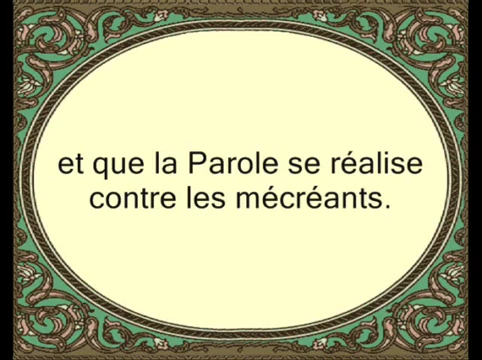 et que la Parole se réalise
contre les mécréants.